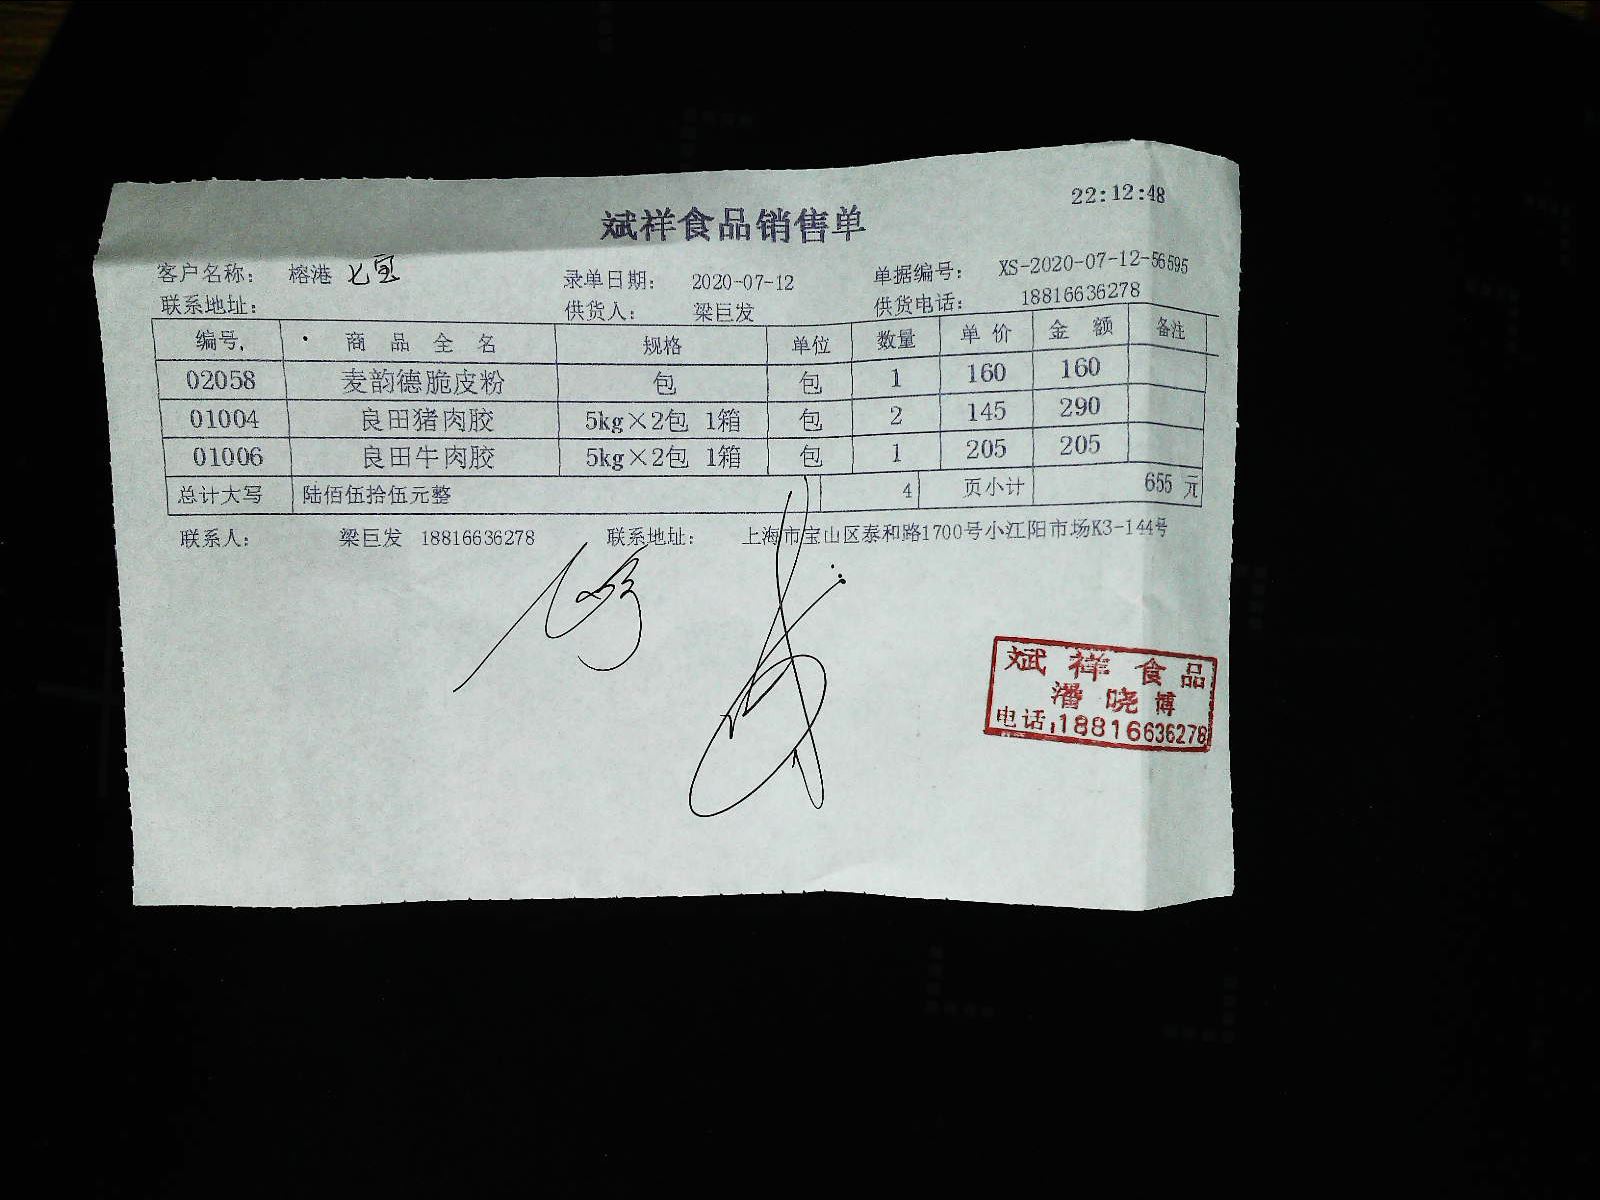 22:12:48
斌祥食品销售单
客户名称： 榕港 七宝 录单日期： 2020-07-12 单据编号： XS-2020-07-12-56595
联系地址： 供货人： 梁巨发 供货电话： 18816636278
编号. 商品全名 规格 单位 数量 单价 金额 备注
02058 麦韵德脆皮粉 包 包 1 160 160
01004 良田猪肉胶 5kg×2包 1箱 包 2 145 290
01006 良田牛肉胶 5kg×2包 1箱 包 1 205 205
总计大写 陆佰伍拾伍元整 4 页小计 655 元
联系人： 梁巨发 18816636278 联系地址： 上海市宝山区泰和路1700号小江阳市场K3-144号
斌祥食品
潘晓博
电话:18816636278